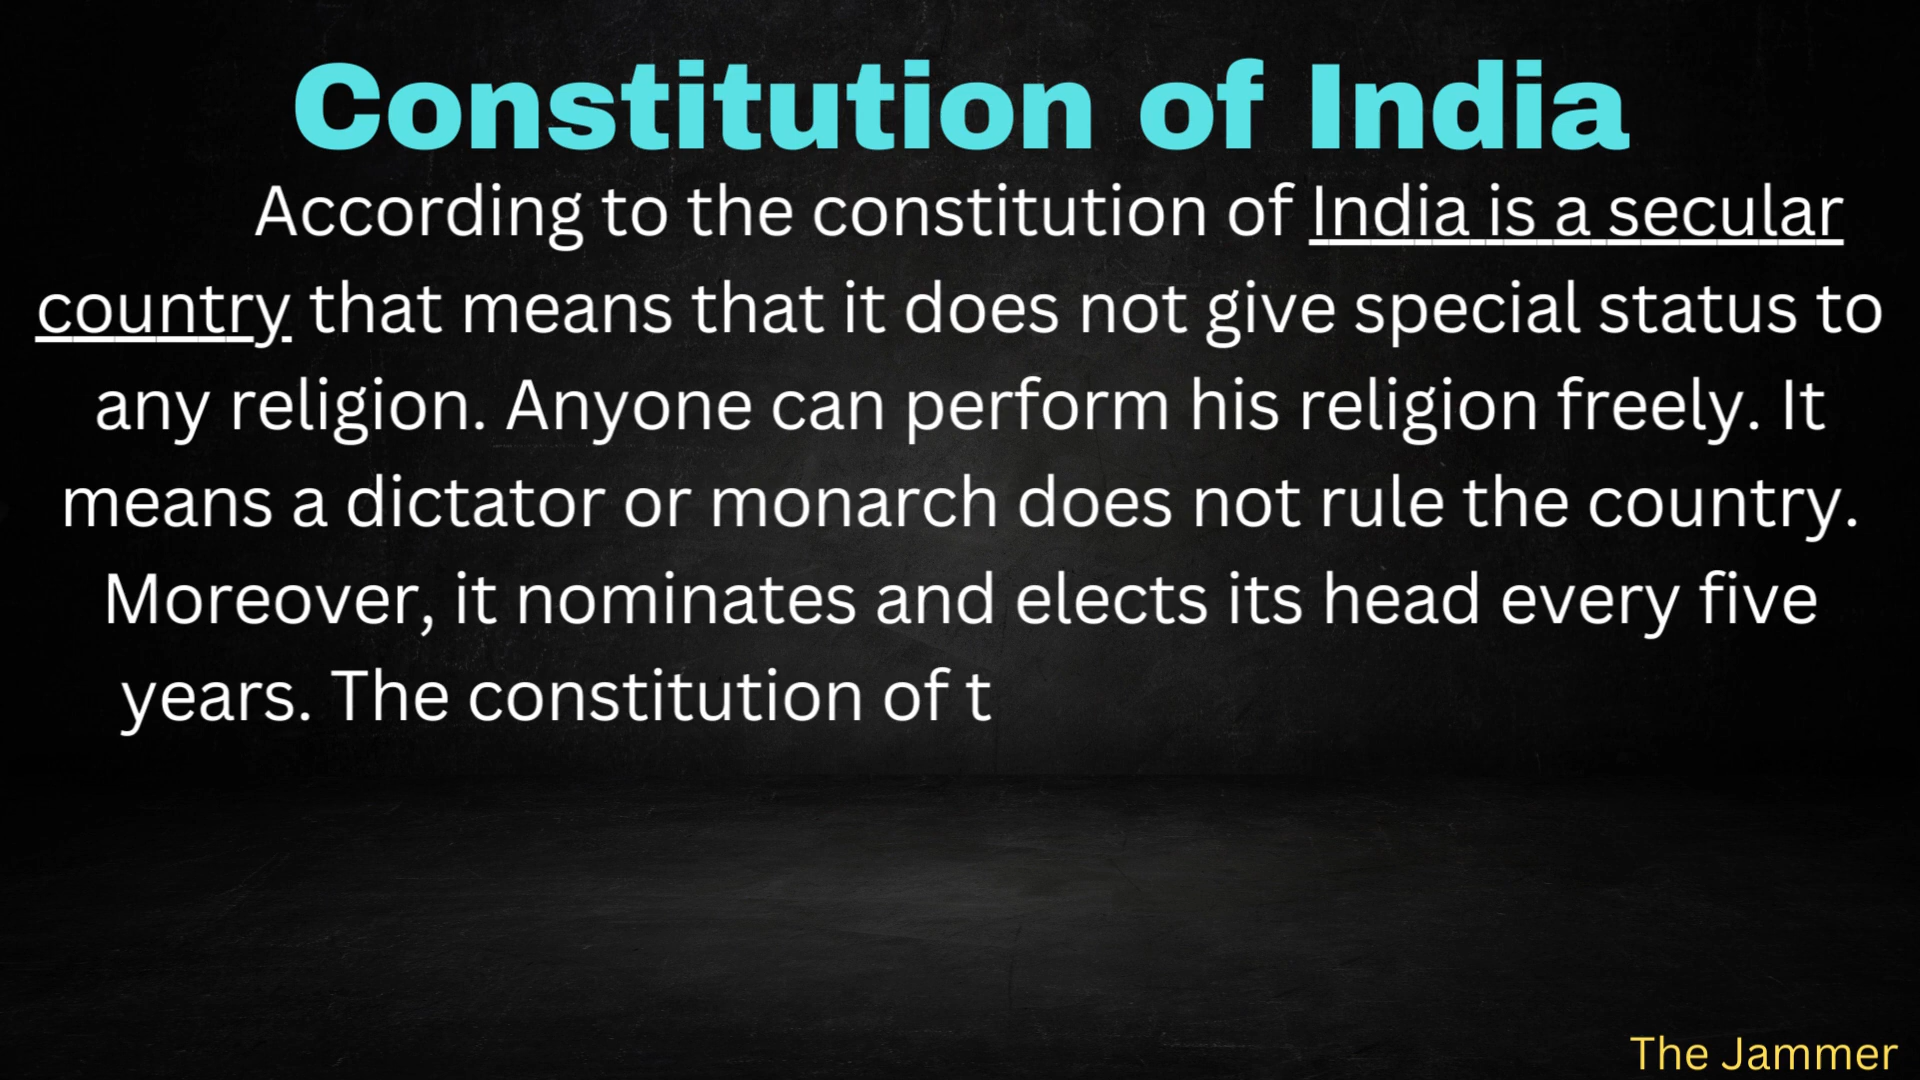 Constitution of India
According to the constitution of India is a secular
country that means that it does not give special status to
any religion. Anyone can perform his religion freely. It
means a dictator or monarch does not rule the country.
Moreover, it nominates and elects its head every five
years. The constitution of t
The Jammer